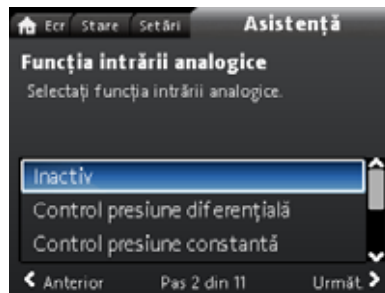 Ecr Stare Setări Asistență
Funcția intrării analogice
Selectați funcția intrării analogice.
Inactiv
Control presiune diferențială
Control presiune constantă
Anterior Pas 2 din 11 Următ.